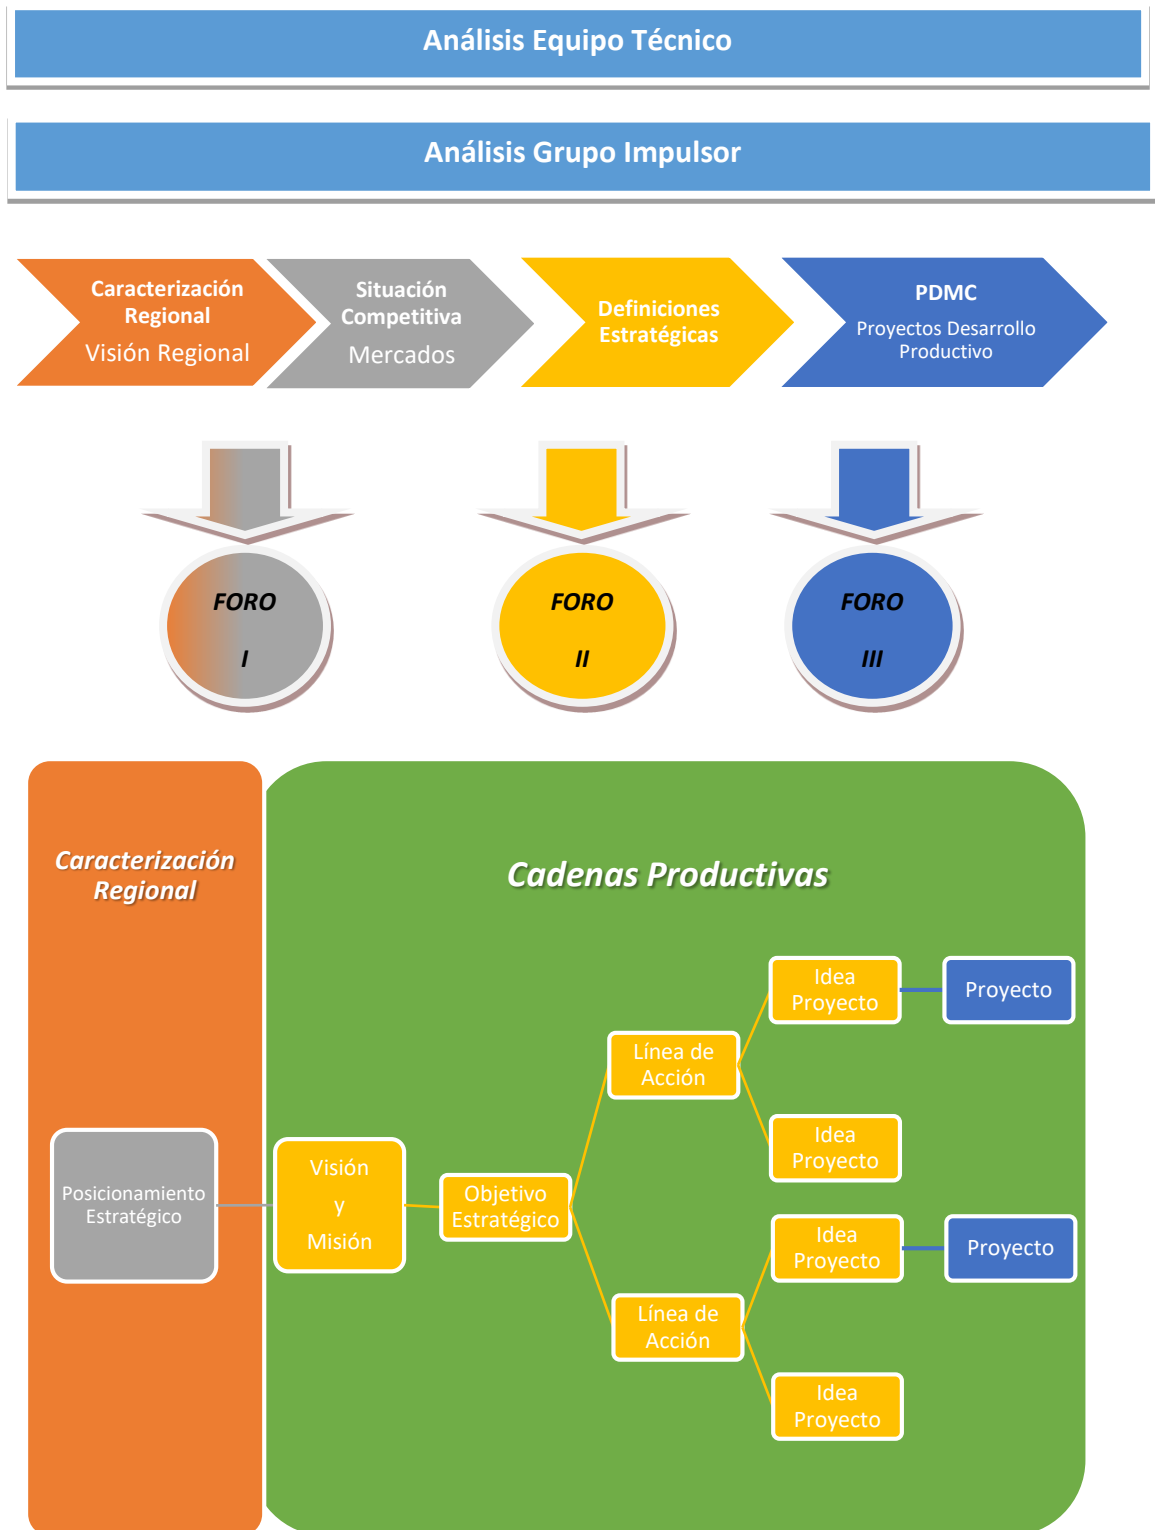 Análisis Equipo Técnico
Análisis Grupo Impulsor
Caracterización
Regional
Visión Regional
Situación
Competitiva
Mercados
Definiciones
Estratégicas
PDMC
Proyectos Desarrollo
Productivo
FORO
I
FORO
II
FORO
III
Caracterización
Regional
Cadenas Productivas
Posicionamiento
Estratégico
Visión
y
Misión
Objetivo
Estratégico
Línea de
Acción
Idea
Proyecto
Proyecto
Idea
Proyecto
Línea de
Acción
Idea
Proyecto
Proyecto
Idea
Proyecto